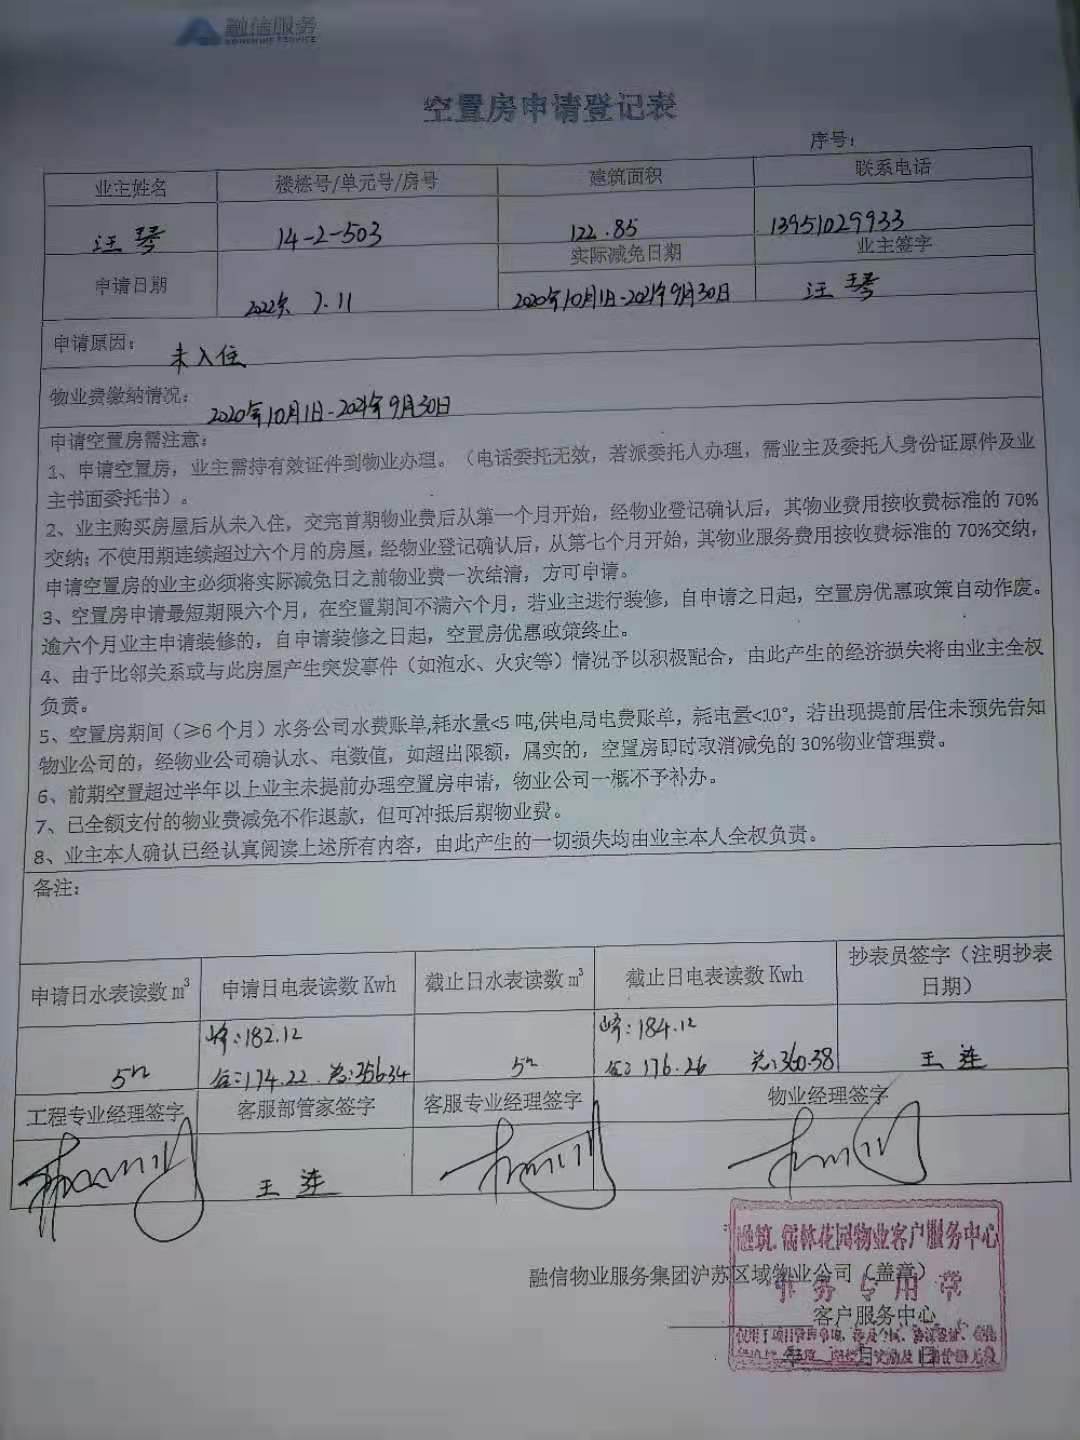 融信服务
RONSHINE SERVICE
空置房申请登记表
序号：
业主姓名 楼栋号/单元号/房号 建筑面积 联系电话
汪琴 14-2-503 122.85 13951029933
申请日期 2022年 7.11 实际减免日期 业主签字
2020年10月1日-2021年9月30日 汪琴
申请原因： 未入住
物业费缴纳情况： 2020年10月1日-2021年9月30日
申请空置房需注意：
1、申请空置房，业主需持有效证件到物业办理。（电话委托无效，若派委托人办理，需业主及委托人身份证原件及业
主书面委托书）。
2、业主购买房屋后从未入住，交完首期物业费后从第一个月开始，经物业登记确认后，其物业费用按收费标准的70%
交纳；不使用期连续超过六个月的房屋，经物业登记确认后，从第七个月开始，其物业服务费用按收费标准的70%交纳，
申请空置房的业主必须将实际减免日之前物业费一次结清，方可申请。
3、空置房申请最短期限六个月，在空置期间不满六个月，若业主进行装修，自申请之日起，空置房优惠政策自动作废。
逾六个月业主申请装修的，自申请装修之日起，空置房优惠政策终止。
4、由于比邻关系或与此房屋产生突发事件（如泡水、火灾等）情况予以积极配合，由此产生的经济损失将由业主全权
负责。
5、空置房期间（≥6个月）水务公司水费账单,耗水量<5吨,供电局电费账单，耗电量<10°，若出现提前居住未预先告知
物业公司的，经物业公司确认水、电数值，如超出限额，属实的，空置房即时取消减免的30%物业管理费。
6、前期空置超过半年以上业主未提前办理空置房申请，物业公司一概不予补办。
7、已全额支付的物业费减免不作退款，但可冲抵后期物业费。
8、业主本人确认已经认真阅读上述所有内容，由此产生的一切损失均由业主本人全权负责。
备注：
申请日水表读数m³ 申请日电表读数Kwh 截止日水表读数m³ 截止日电表读数Kwh 抄表员签字（注明抄表
日期）
峰：182.12 峰：184.12
谷：174.22 总：356.34 谷：176.26 总：360.38 王莲
工程专业经理签字 客服部管家签字 客服专业经理签字 物业经理签字
王莲
融筑.儒林花园物业客户服务中心
融信物业服务集团沪苏区域物业公司（盖章）
事务专用章
客户服务中心
年 月 日